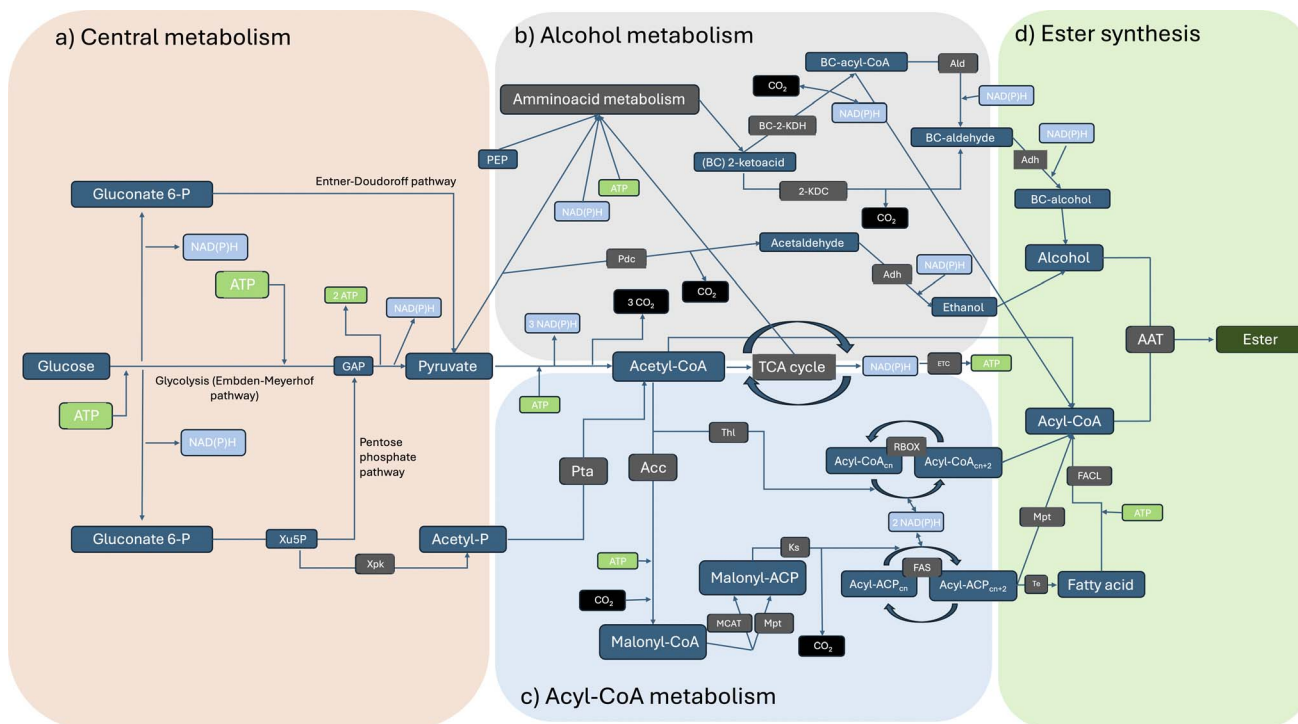 a) Central metabolism
Gluconate 6-P
Entner-Doudoroff pathway
NAD(P)H
ATP
2 ATP
NAD(P)H
Glucose
GAP
Pyruvate
Glycolysis (Embden-Meyerhof
pathway)
ATP
NAD(P)H
Pentose
phosphate
pathway
Gluconate 6-P
Xu5P
Xpk
Acetyl-P
b) Alcohol metabolism
BC-acyl-CoA
Ald
CO2
NAD(P)H
NAD(P)H
Amminoacid metabolism
BC-2-KDH
BC-aldehyde
PEP
(BC) 2-ketoacid
ATP
2-KDC
NAD(P)H
CO2
Acetaldehyde
Pdc
Adh
NAD(P)H
CO2
3 CO2
Ethanol
3 NAD(P)H
Acetyl-CoA
TCA cycle
NAD(P)H
ETC
ATP
ATP
Thl
RBOX
Acyl-CoAcn
Acyl-CoAcn+2
Pta
Acc
2 NAD(P)H
Ks
ATP
Malonyl-ACP
FAS
Acyl-ACPcn
Acyl-ACPcn+2
CO2
MCAT
Mpt
Malonyl-CoA
CO2
c) Acyl-CoA metabolism
d) Ester synthesis
NAD(P)H
Adh
BC-alcohol
Alcohol
AAT
Ester
Acyl-CoA
FACL
Mpt
ATP
Te
Fatty acid